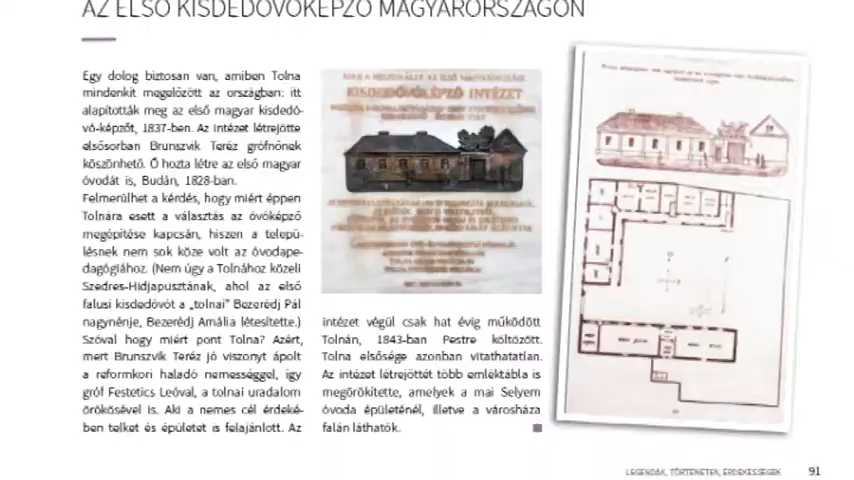 AZ ELSŐ KISDEDÓVÓKÉPZŐ MAGYARORSZÁGON
Egy dolog biztosan van, amiben Tolna
mindenkit megelőzött az országban: itt
alapították meg az első magyar kisdedó-
vó-képzőt, 1837-ben. Az intézet létrejötte
elsősorban Brunszvik Teréz grófnőnek
köszönhető. Ő hozta létre az első magyar
óvodát is, Budán, 1828-ban.
Felmerülhet a kérdés, hogy miért éppen
Tolnára esett a választás az óvóképző
megépítése kapcsán, hiszen a telepü-
lésnek nem sok köze volt az óvodape-
dagógiához. (Nem úgy a Tolnához közeli
Szedres-Hidjapusztának, ahol az első
falusi kisdedóvót a „tolnai” Bezerédj Pál
nagynénje, Bezerédj Amália létesítette.)
Szóval hogy miért pont Tolna? Azért,
mert Brunszvik Teréz jó viszonyt ápolt
a reformkori haladó nemességgel, így
gróf Festetics Leóval, a tolnai uradalom
örökösével is. Aki a nemes cél érdeké-
ben telket és épületet is felajánlott. Az
KISDEDÓVÓKÉPZŐ INTÉZET
intézet végül csak hat évig működött
Tolnán, 1843-ban Pestre költözött.
Tolna elsősége azonban vitathatatlan.
Az intézet létrejöttét több emléktábla is
megörökítette, amelyek a mai Selyem
óvoda épületénél, illetve a városháza
falán láthatók.
LEGENDÁK, TÖRTÉNETEK, ÉRDEKESSÉGEK 91